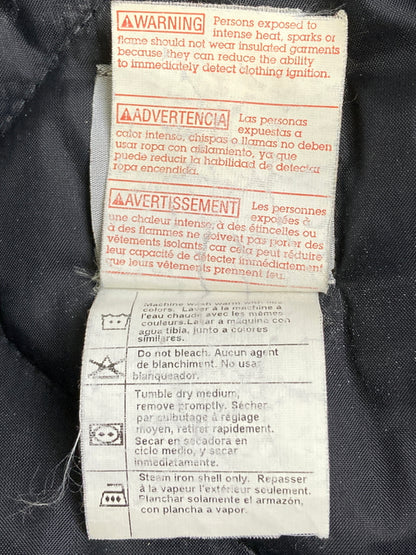 ⚠WARNING Persons exposed to
intense heat, sparks or
flame should not wear insulated garments
because they can reduce the ability
to immediately detect clothing ignition.
⚠ADVERTENCIA Las personas
expuestas a
calor intenso, chispas o llamas no deben
usar ropa con aislamiento, ya que
puede reducir la habilidad de detectar
ropa encendida.
⚠AVERTISSEMENT Les personnes
exposées à
une chaleur intense, à des étincelles ou
à des flammes ne doivent pas porter des
vêtements isolants, car cela peut réduire
leur capacité de détecter immédiatement
que leurs vêtements prennent feu.
Machine wash warm with like
colors. Laver à la machine à
l'eau chaude avec les mêmes
couleurs.Lavar a máquina con
agua tibia, junto a colores
similares.
Do not bleach. Aucun agent
de blanchiment. No usar
blanqueador.
Tumble dry medium,
remove promptly. Sécher
par culbutage à réglage
moyen, retirer rapidement.
Secar en secadora en
ciclo medio, y secar
inmediatamente.
Steam iron shell only. Repasser
à la vapeur l'extérieur seulement.
Planchar solamente el armazón,
con plancha a vapor.